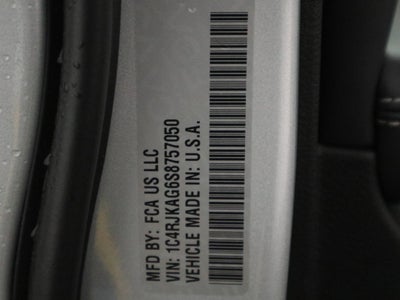 MFD BY: FCA US LLC
VIN: 1C4RJKAG6S8757050
VEHICLE MADE IN: U.S.A.